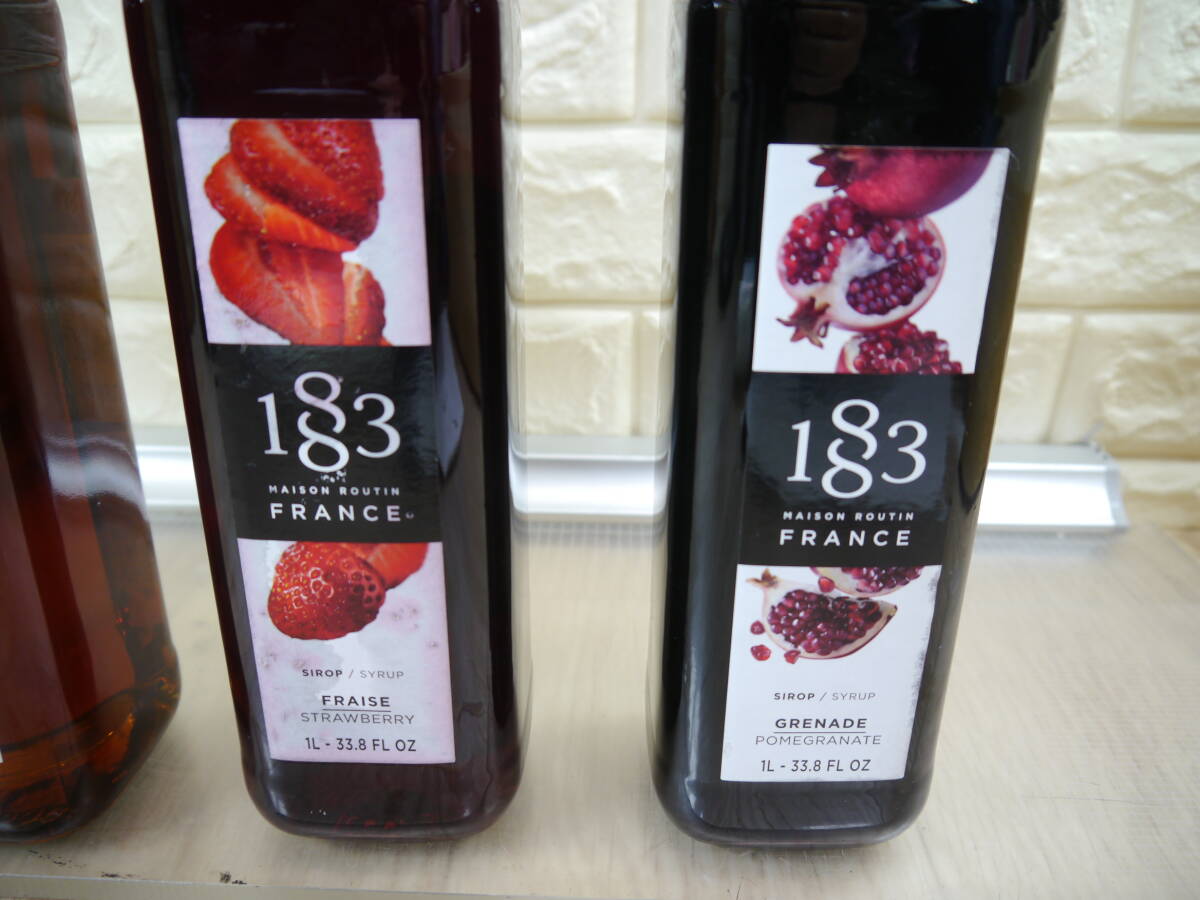 1883
MAISON ROUTIN
FRANCE
SIROP / SYRUP
FRAISE
STRAWBERRY
1L - 33.8 FL OZ
1883
MAISON ROUTIN
FRANCE
SIROP / SYRUP
GRENADE
POMEGRANATE
1L - 33.8 FL OZ